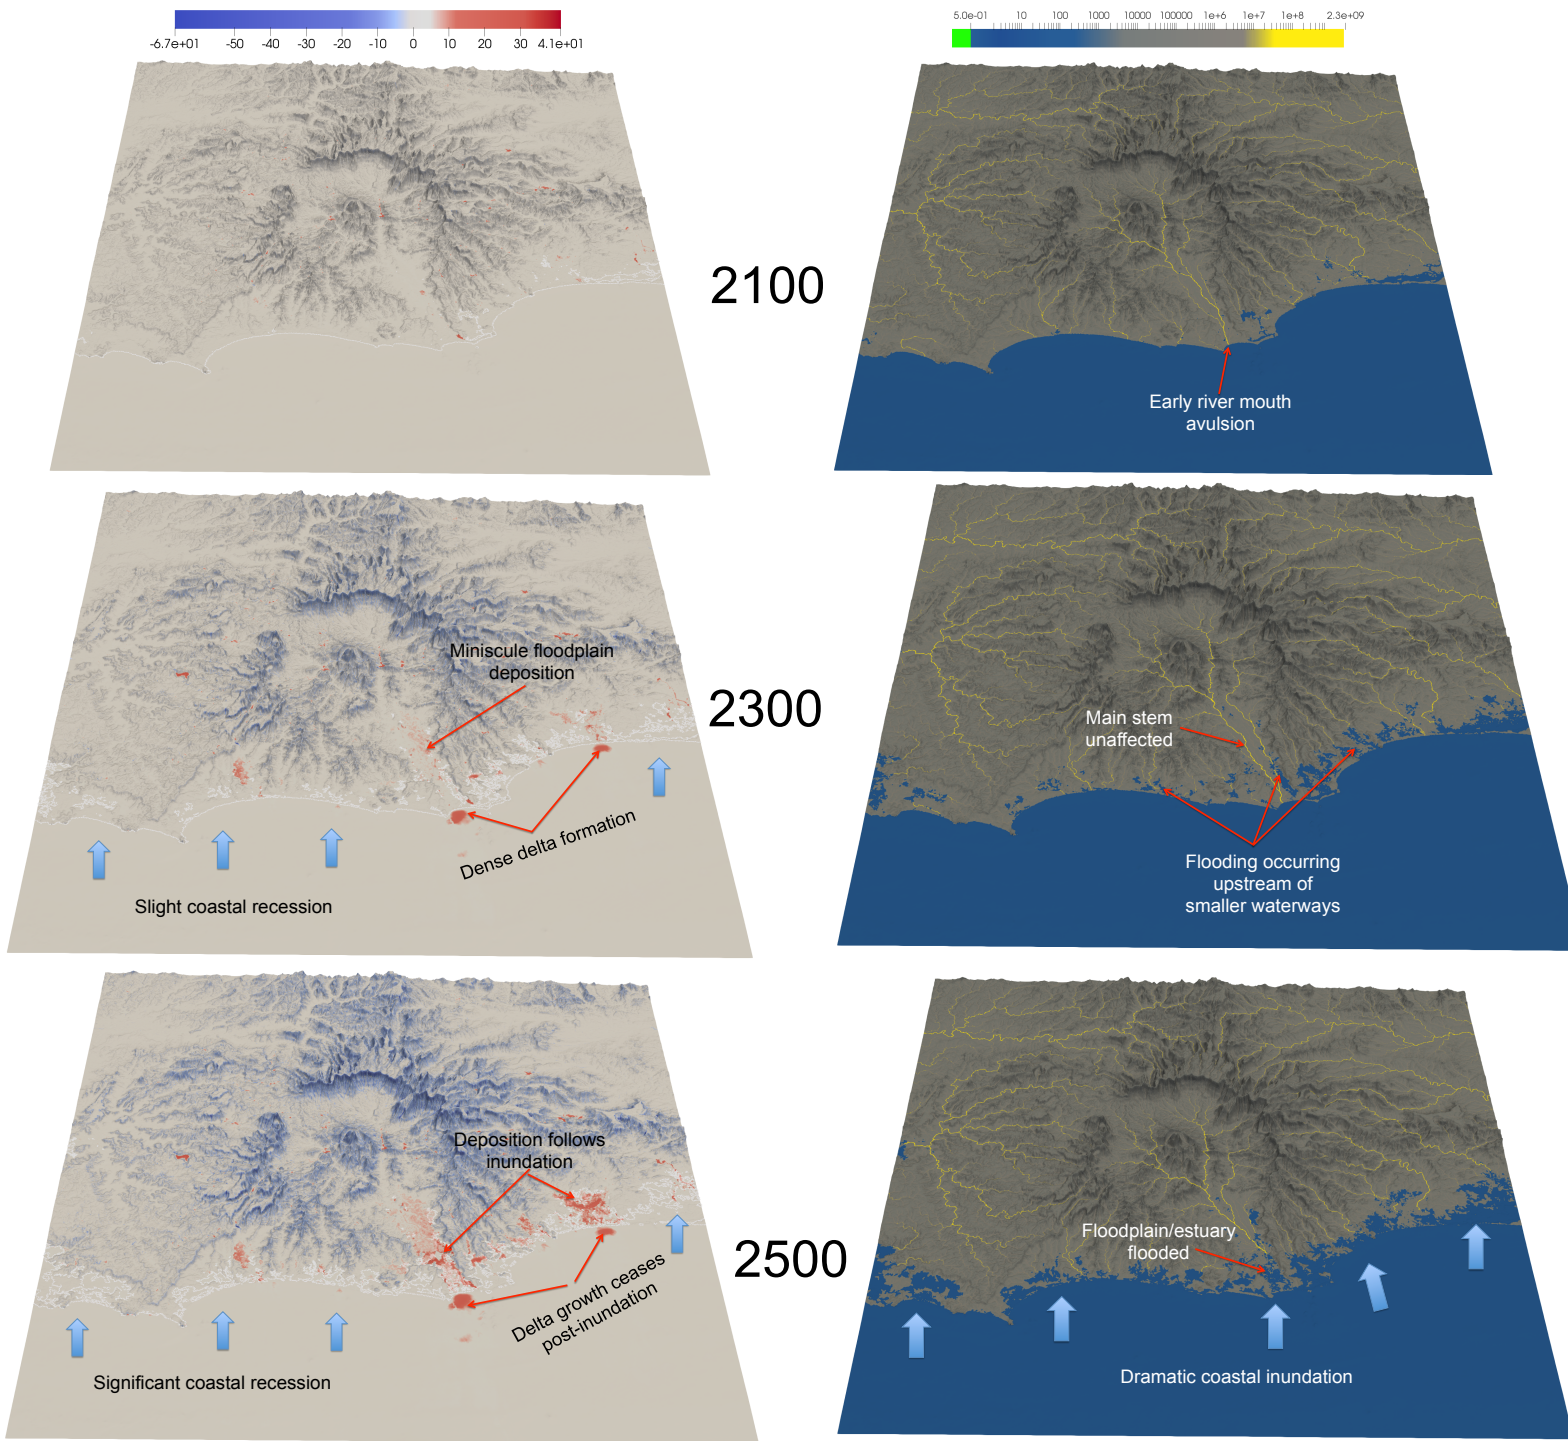 -6.7e+01 -50 -40 -30 -20 -10 0 10 20 30 4.1e+01
5.0e-01 10 100 1000 10000 100000 1e+6 1e+7 1e+8 2.3e+09
2100
Early river mouth
avulsion
Miniscule floodplain
deposition
Dense delta formation
Slight coastal recession
2300
Main stem
unaffected
Flooding occurring
upstream of
smaller waterways
Deposition follows
inundation
Delta growth ceases
post-inundation
Significant coastal recession
2500
Floodplain/estuary
flooded
Dramatic coastal inundation